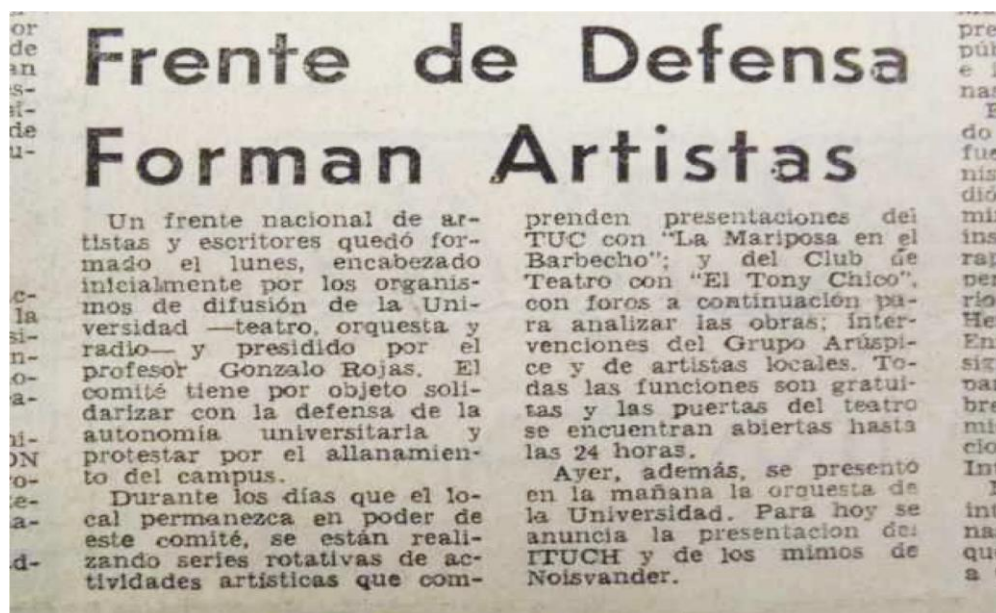 Frente de Defensa
Forman Artistas
Un frente nacional de ar-
tistas y escritores quedó for-
mado el lunes, encabezado
inicialmente por los organis-
mos de difusión de la Uni-
versidad —teatro, orquesta y
radio— y presidido por el
profesor Gonzalo Rojas. El
comité tiene por objeto soli-
darizar con la defensa de la
autonomía universitaria y
protestar por el allanamien-
to del campus.
Durante los días que el lo-
cal permanezca en poder de
este comité, se están reali-
zando series rotativas de ac-
tividades artísticas que com-
prenden presentaciones del
TUC con "La Mariposa en el
Barbecho"; y del Club de
Teatro con "El Tony Chico",
con foros a continuación pa-
ra analizar las obras; inter-
venciones del Grupo Arúspi-
ce y de artistas locales. To-
das las funciones son gratui-
tas y las puertas del teatro
se encuentran abiertas hasta
las 24 horas.
Ayer, además, se presentó
en la mañana la orquesta de
la Universidad. Para hoy se
anuncia la presentacion del
ITUCH y de los mimos de
Noisvander.